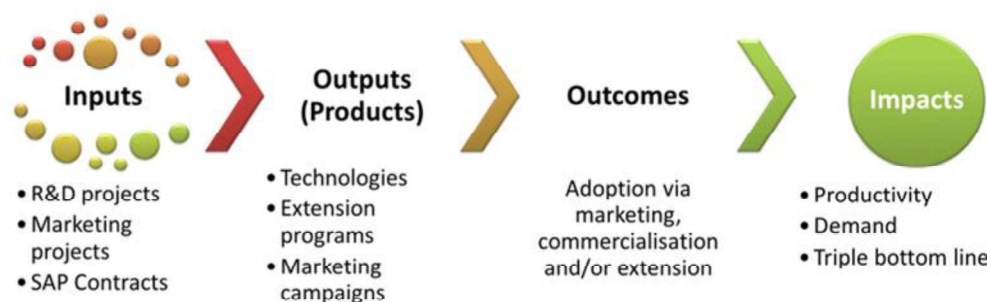 Inputs
• R&D projects
• Marketing
projects
• SAP Contracts
Outputs
(Products)
• Technologies
• Extension
programs
• Marketing
campaigns
Outcomes
Adoption via
marketing,
commercialisation
and/or extension
Impacts
• Productivity
• Demand
• Triple bottom line